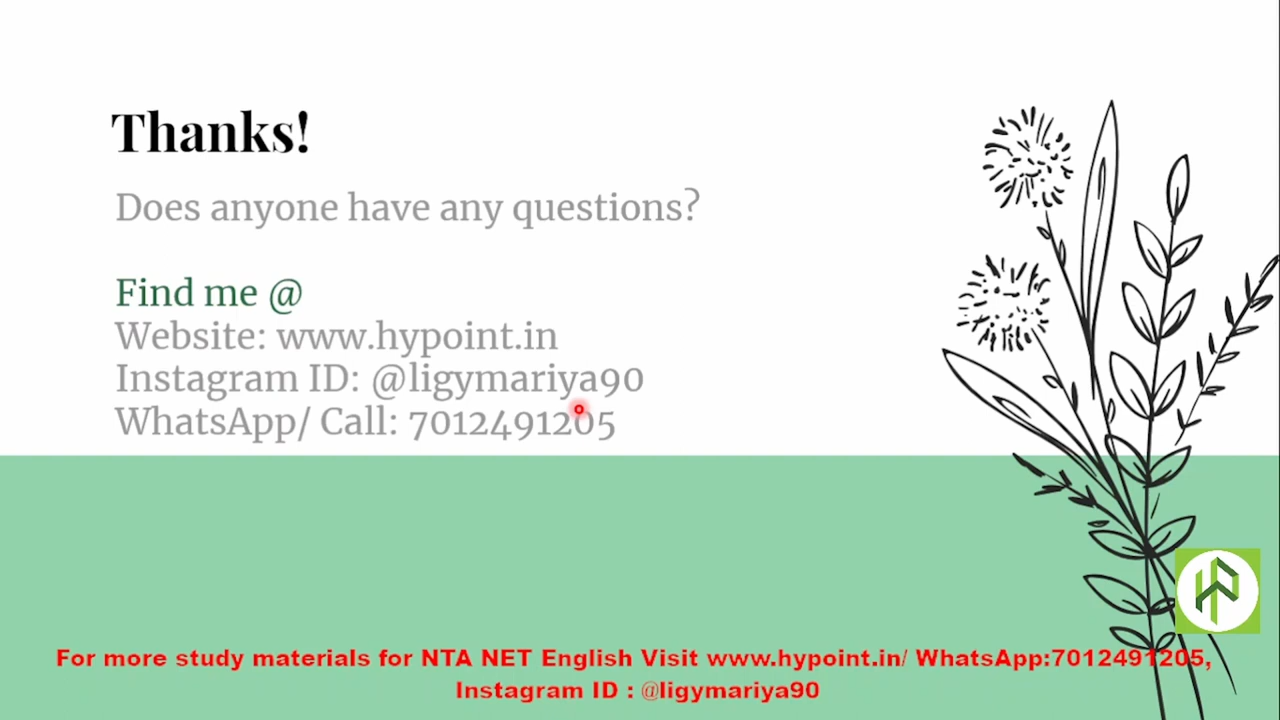 Thanks!
Does anyone have any questions?
Find me @
Website: www.hypoint.in
Instagram ID: @ligymariya90
WhatsApp/ Call: 7012491205
For more study materials for NTA NET English Visit www.hypoint.in/ WhatsApp:7012491205,
Instagram ID : @ligymariya90